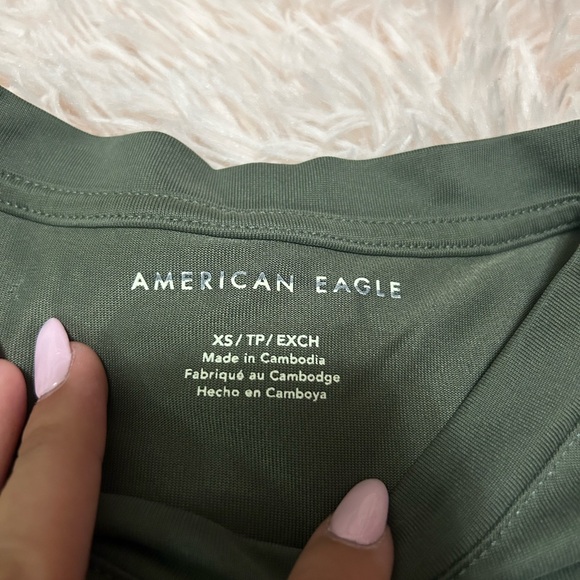 AMERICAN EAGLE
XS/TP/EXCH
Made in Cambodia
Fabriqué au Cambodge
Hecho en Camboya